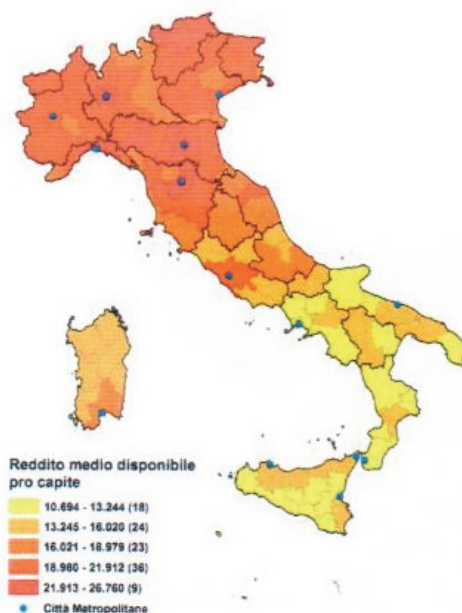 Reddito medio disponibile
pro capite
10.694 - 13.244 (18)
13.245 - 16.020 (24)
16.021 - 18.979 (23)
18.980 - 21.912 (36)
21.913 - 26.760 (9)
Città Metropolitane